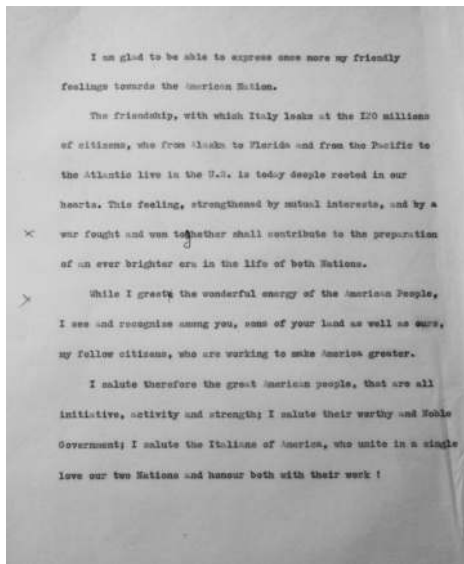 I am glad to be able to express once more my friendly
feelings towards the American Nation.
The friendship, with which Italy looks at the I20 millions
of citizens, who from Alaska to Florida and from the Pacific to
the Atlantic live in the U.S. is today deeple rooted in our
hearts. This feeling, strengthened by mutual interests, and by a
war fought and won toghether shall contribute to the preparation
of an ever brighter era in the life of both Nations.
While I greet the wonderful energy of the American People,
I see and recognize among you, sons of your land as well as ours,
my fellow citizens, who are working to make America greater.
I salute therefore the great American people, that are all
initiative, activity and strength; I salute their worthy and Noble
Government; I salute the Italians of America, who unite in a single
love our two Nations and honour both with their work !